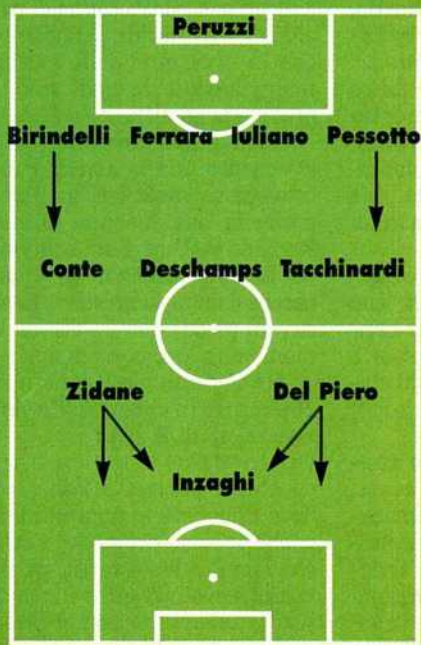 Peruzzi
Birindelli Ferrara Iuliano Pessotto
Conte Deschamps Tacchinardi
Zidane Del Piero
Inzaghi